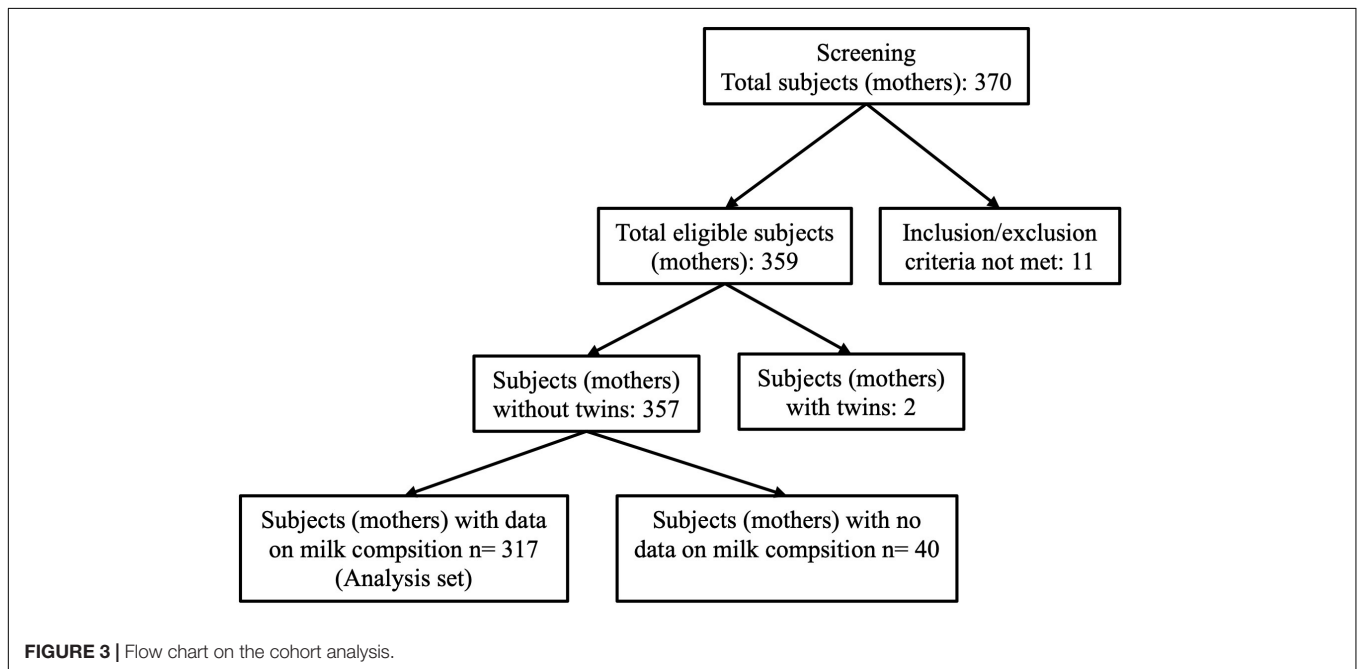 Screening
Total subjects (mothers): 370
Total eligible subjects
(mothers): 359
Inclusion/exclusion
criteria not met: 11
Subjects (mothers)
without twins: 357
Subjects (mothers)
with twins: 2
Subjects (mothers) with data
on milk compsition n= 317
(Analysis set)
Subjects (mothers) with no
data on milk compsition n= 40
FIGURE 3 | Flow chart on the cohort analysis.